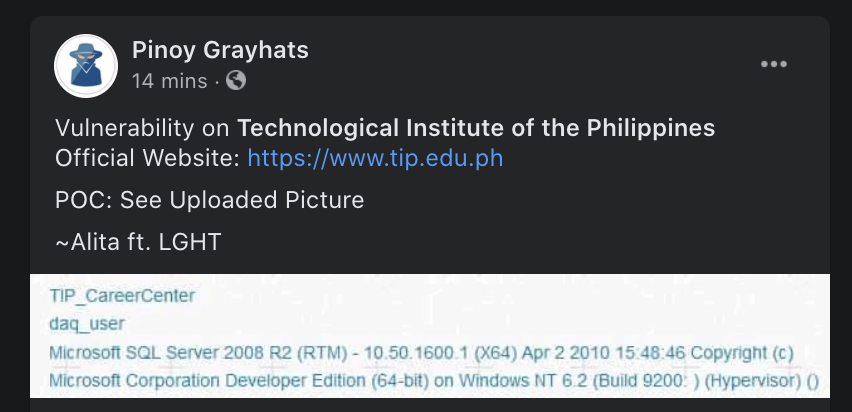 Pinoy Grayhats
14 mins ·
Vulnerability on Technological Institute of the Philippines
Official Website: https://www.tip.edu.ph
POC: See Uploaded Picture
~Alita ft. LGHT
TIP_CareerCenter
daq_user
Microsoft SQL Server 2008 R2 (RTM) - 10.50.1600.1 (X64) Apr 2 2010 15:48:46 Copyright (c)
Microsoft Corporation Developer Edition (64-bit) on Windows NT 6.2 (Build 9200: ) (Hypervisor) ()